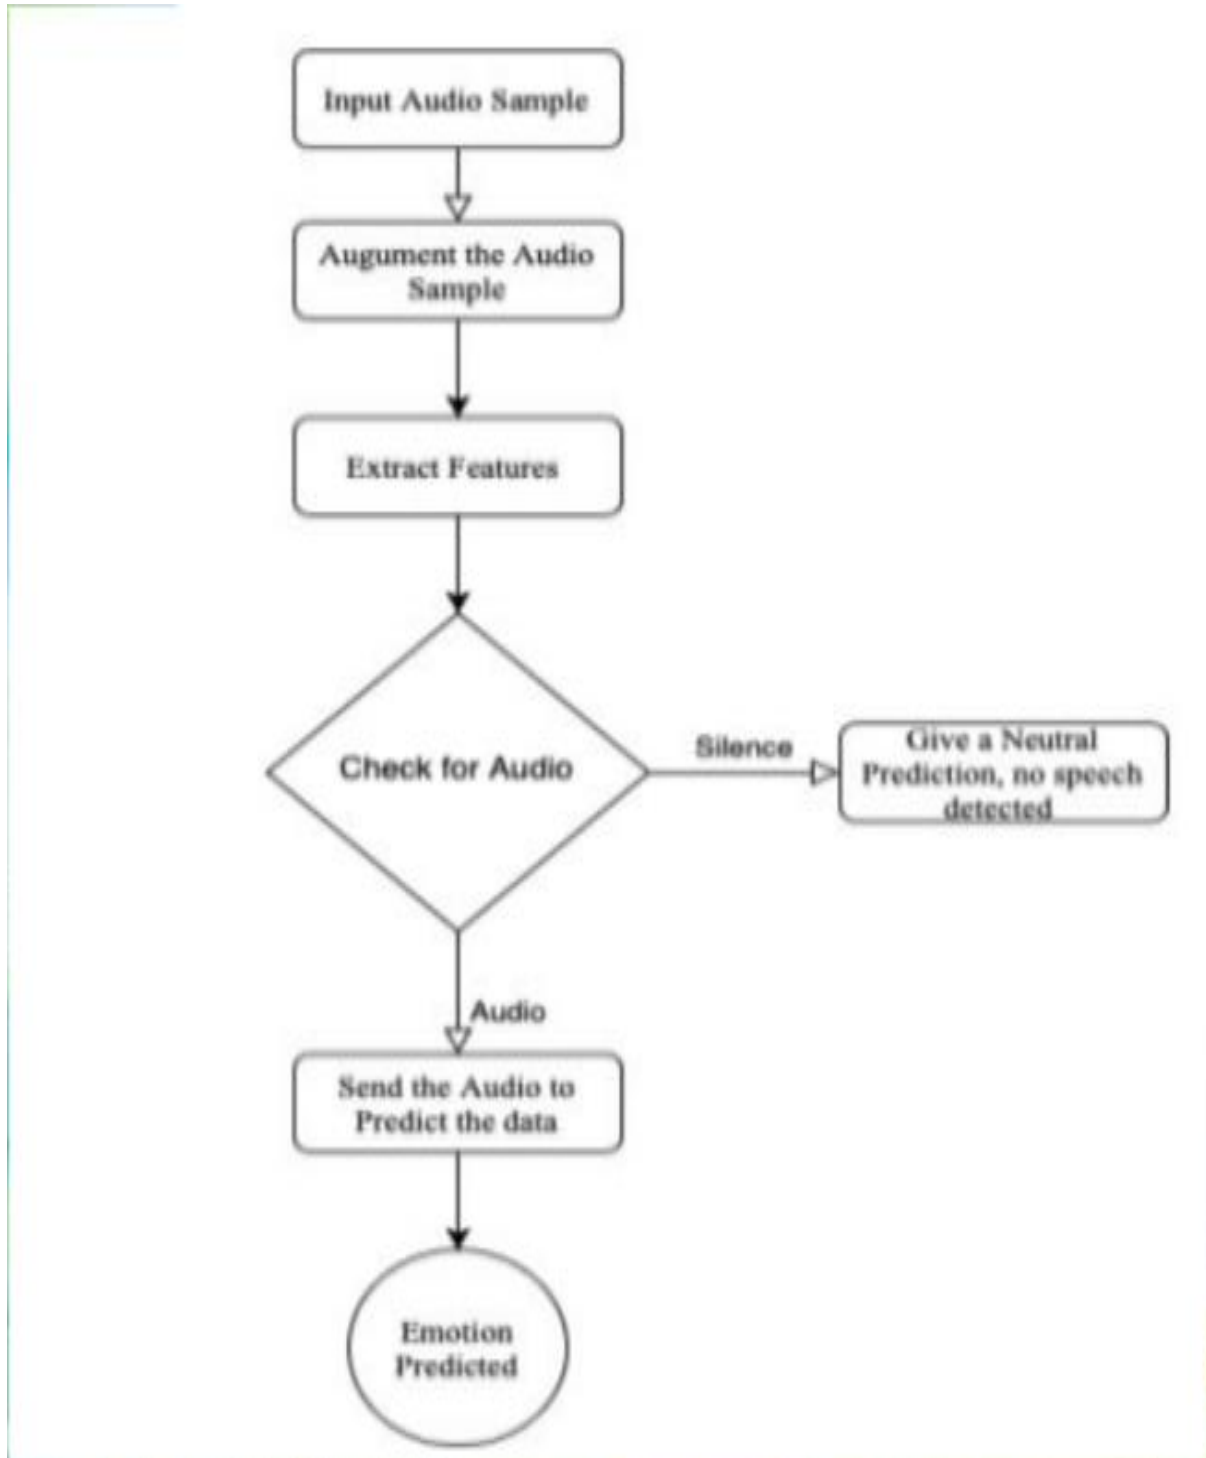 Input Audio Sample
Augument the Audio
Sample
Extract Features
Check for Audio
Silence
Give a Neutral
Prediction, no speech
detected
Audio
Send the Audio to
Predict the data
Emotion
Predicted